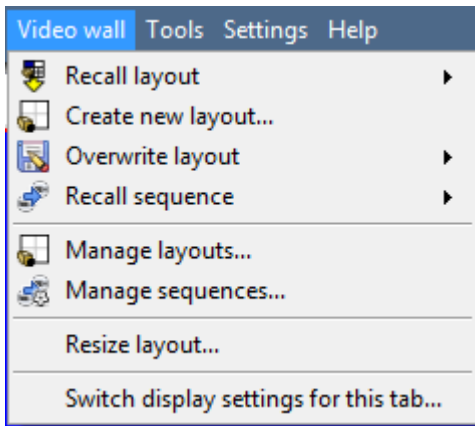 Video wall Tools Settings Help
Recall layout
Create new layout...
Overwrite layout
Recall sequence
Manage layouts...
Manage sequences...
Resize layout...
Switch display settings for this tab...